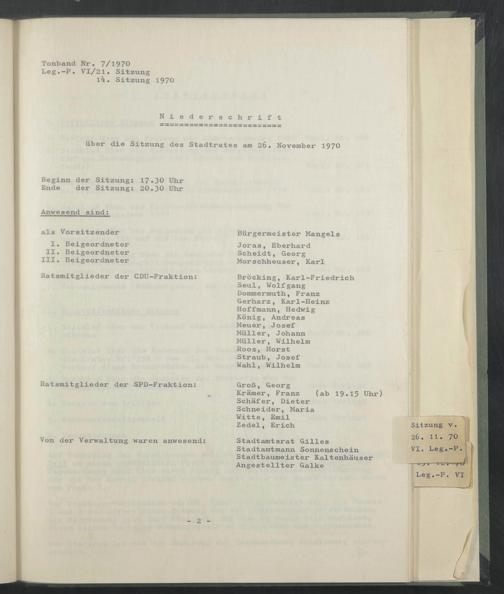 Tonband Nr. 7/1970
Leg.-P. VI/21. Sitzung
14. Sitzung 1970
N i e d e r s c h r i f t
========================
über die Sitzung des Stadtrates am 26. November 1970
Beginn der Sitzung: 17.30 Uhr
Ende der Sitzung: 20.30 Uhr
Anwesend sind:
als Vorsitzender Bürgermeister Mangels
I. Beigeordneter Joras, Eberhard
II. Beigeordneter Scheidt, Georg
III. Beigeordneter Morschheuser, Karl
Ratsmitglieder der CDU-Fraktion: Bröcking, Karl-Friedrich
Seul, Wolfgang
Dommermuth, Franz
Gerharz, Karl-Heinz
Hoffmann, Hedwig
König, Andreas
Meuer, Josef
Müller, Johann
Müller, Wilhelm
Roos, Horst
Straub, Josef
Wahl, Wilhelm
Ratsmitglieder der SPD-Fraktion: Groß, Georg
Krämer, Franz (ab 19.15 Uhr)
Schäfer, Dieter
Schneider, Maria
Witte, Emil
Zedel, Erich
Von der Verwaltung waren anwesend: Stadtamtsrat Gilles
Stadtamtmann Sonnenschein
Stadtbaumeister Kaltenhäuser
Angestellter Galke
- 2 -
Sitzung v.
26. 11. 70
VI. Leg.-P.
Leg.-P. VI